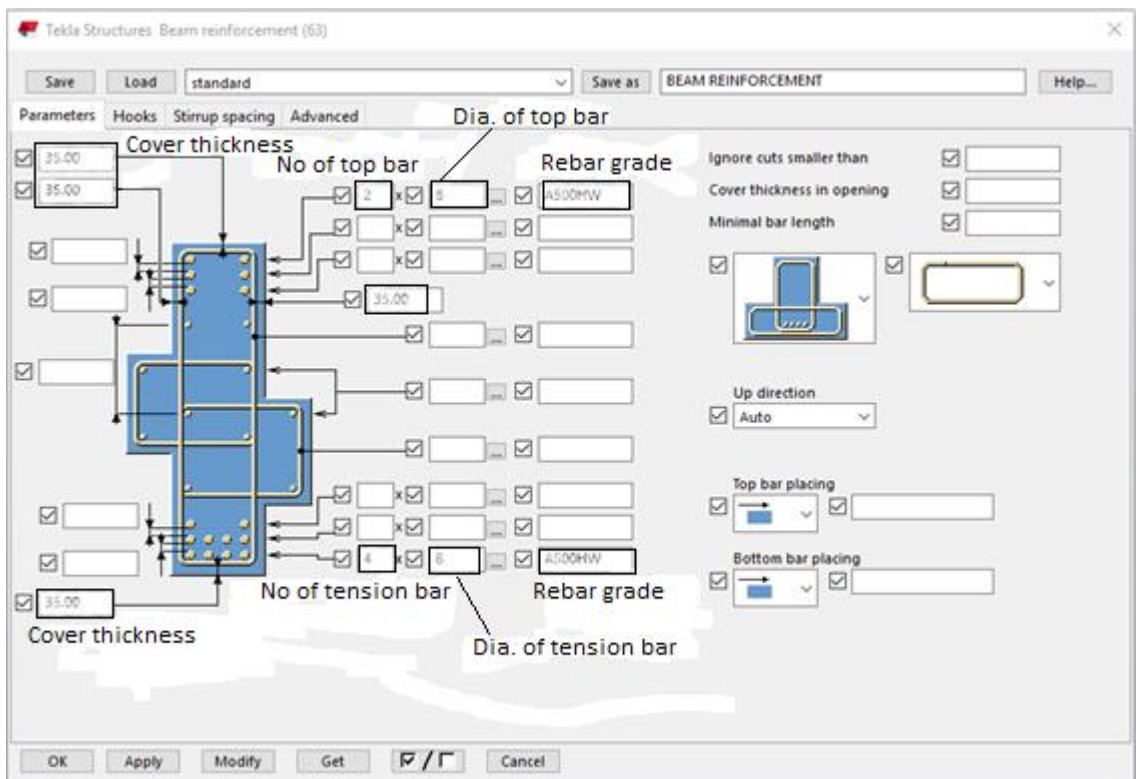 Tekla Structures Beam reinforcement (63)
Save Load standard Save as BEAM REINFORCEMENT Help...
Parameters Hooks Stirrup spacing Advanced
Dia. of top bar
Cover thickness
No of top bar
Rebar grade
35.00
35.00
2 x 6 ... A500HW
x ...
x ...
35.00
...
...
...
x ...
x ...
4 x 6 ... A500HW
No of tension bar
Rebar grade
35.00
Cover thickness
Dia. of tension bar
Ignore cuts smaller than
Cover thickness in opening
Minimal bar length
Up direction
Auto
Top bar placing
Bottom bar placing
OK Apply Modify Get / Cancel